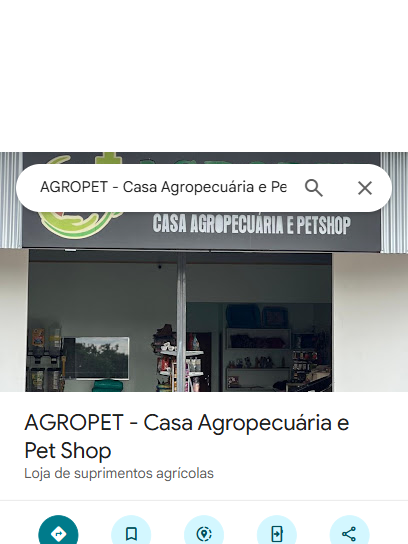 AGROPET - Casa Agropecuária e Pe
CASA AGROPECUÁRIA E PETSHOP
AGROPET - Casa Agropecuária e
Pet Shop
Loja de suprimentos agrícolas